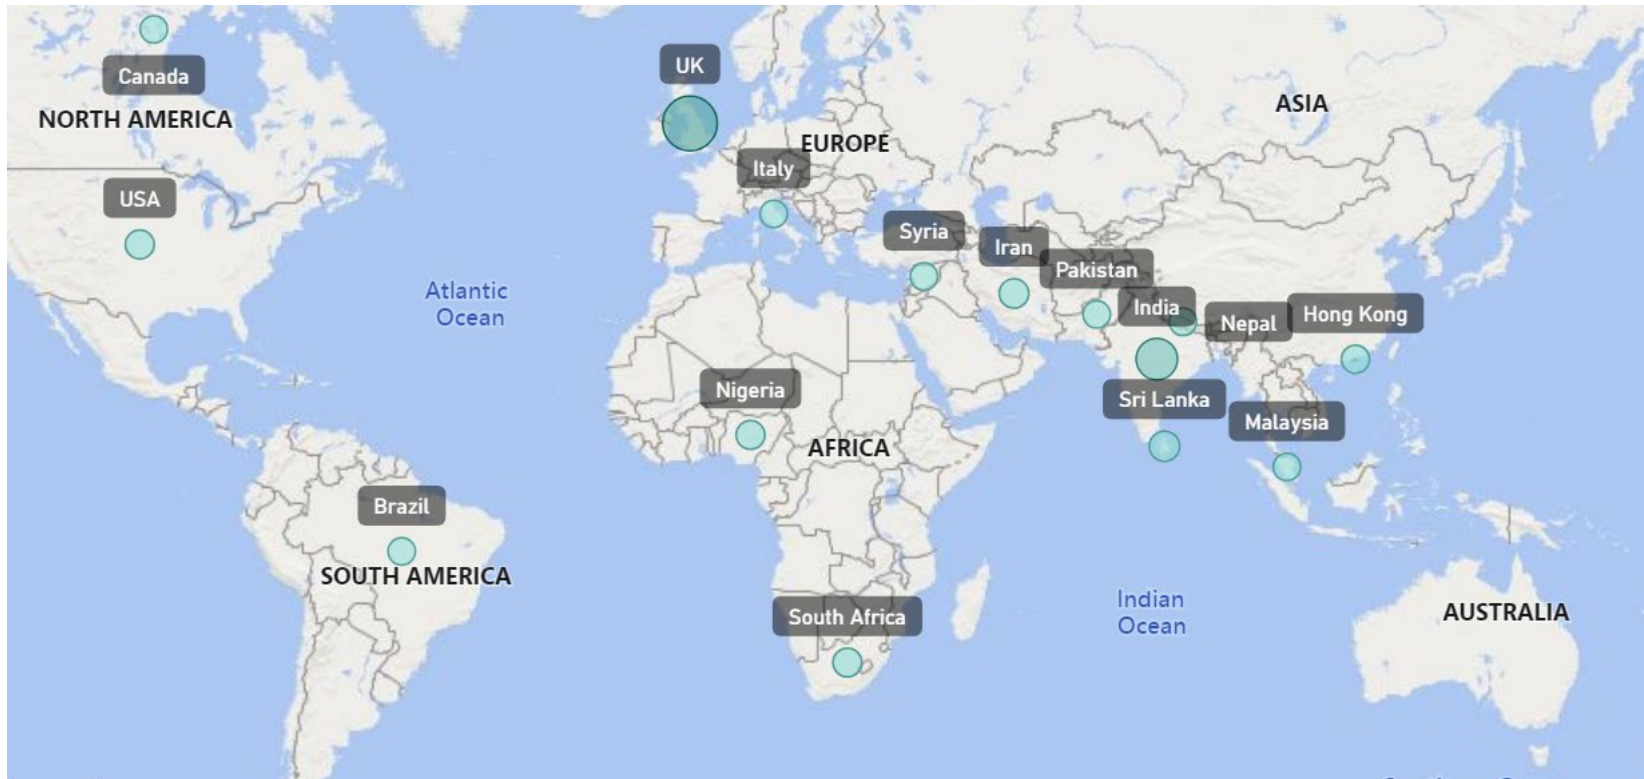 Canada
NORTH AMERICA
USA
UK
EUROPE
ASIA
Italy
Syria
Iran
Pakistan
India
Nepal
Hong Kong
Atlantic
Ocean
Nigeria
AFRICA
Sri Lanka
Malaysia
Brazil
SOUTH AMERICA
South Africa
Indian
Ocean
AUSTRALIA